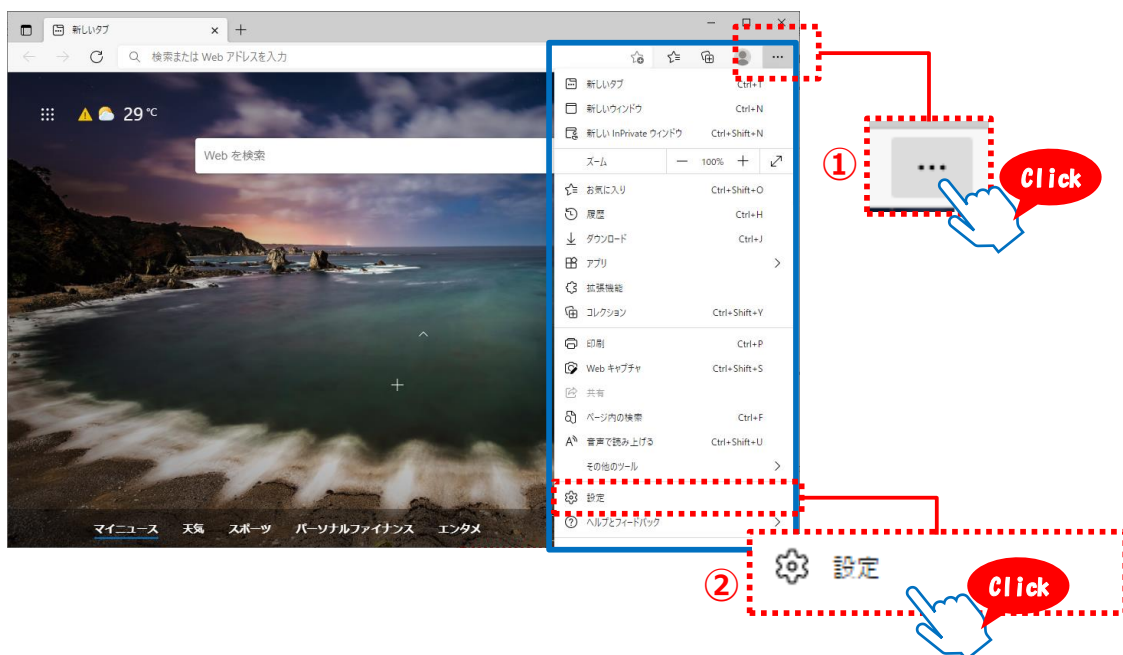 新しいタブ
検索または Web アドレスを入力
29 ℃
Web を検索
マイニュース 天気 スポーツ パーソナルファイナンス エンタメ
新しいタブ Ctrl+T
新しいウィンドウ Ctrl+N
新しい InPrivate ウィンドウ Ctrl+Shift+N
ズーム 100%
お気に入り Ctrl+Shift+O
履歴 Ctrl+H
ダウンロード Ctrl+J
アプリ
拡張機能
コレクション Ctrl+Shift+Y
印刷 Ctrl+P
Web キャプチャ Ctrl+Shift+S
共有
ページ内の検索 Ctrl+F
音声で読み上げる Ctrl+Shift+U
その他のツール
設定
ヘルプとフィードバック
①
Click
②
設定
Click